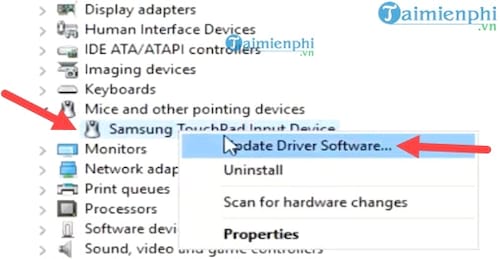 Display adapters
Taimienphi
.vn
Human Interface Devices
IDE ATA/ATAPI controllers
Taimienphi
.vn
Imaging devices
Keyboards
Mice and other pointing devices
Samsung TouchPad Input Device
Monitors
Update Driver Software...
Network adap
Uninstall
Print queues
Processors
Scan for hardware changes
Software devi
Sound, video and game controllers
Properties